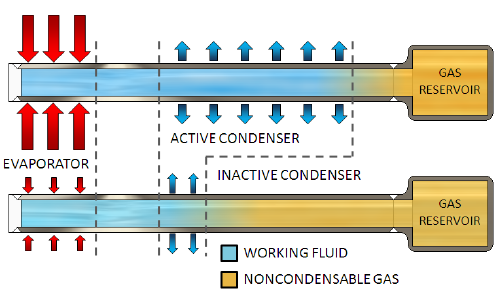 GAS
RESERVOIR
ACTIVE CONDENSER
EVAPORATOR
INACTIVE CONDENSER
GAS
RESERVOIR
WORKING FLUID
NONCONDENSABLE GAS